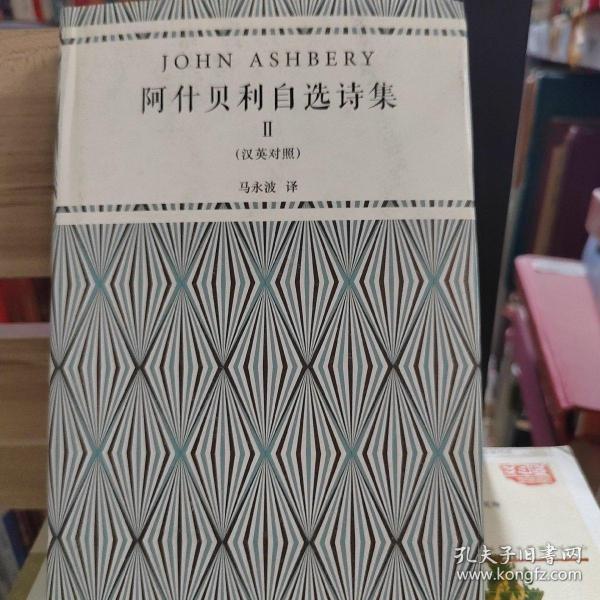 JOHN ASHBERY
阿什贝利自选诗集
II
(汉英对照)
马永波 译
孔夫子旧书网
www.kongfz.com